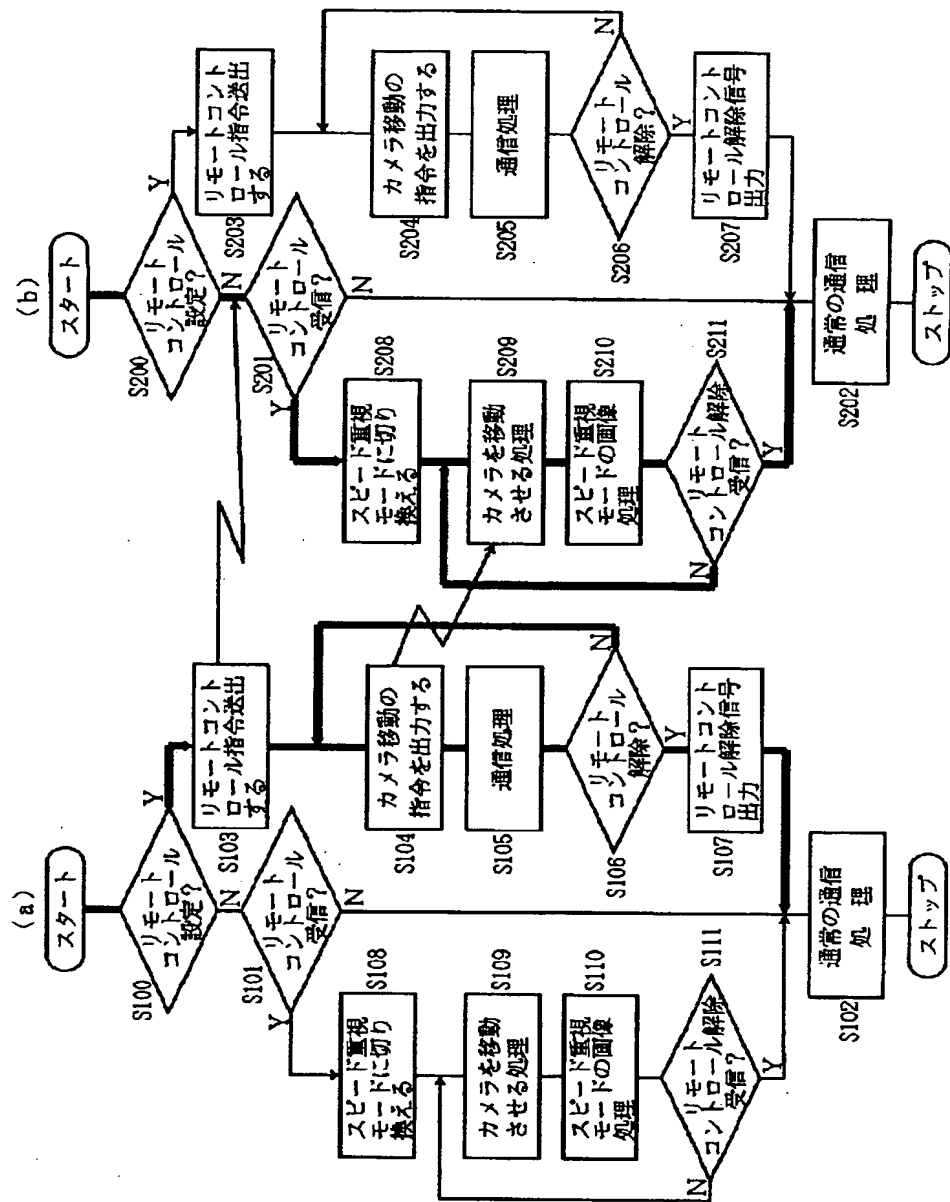 (a)
スタート
リモート
コントロール
設定?
S100
Y
N
リモート
コントロール
受信?
S101
Y
N
リモートコント
ロール指令送出
する
S103
カメラ移動の
指令を出力する
S104
通信処理
S105
リモート
コントロール
解除?
S106
N
Y
リモートコント
ロール解除信号
出力
S107
スピード重視
モードに切り
換える
S108
カメラを移動
させる処理
S109
スピード重視
モードの画像
処理
S110
リモート
コントロール解除
受信?
S111
N
Y
通常の通信
処 理
S102
ストップ
(b)
スタート
リモート
コントロール
設定?
S200
Y
N
リモート
コントロール
受信?
S201
Y
N
リモートコント
ロール指令送出
する
S203
カメラ移動の
指令を出力する
S204
通信処理
S205
リモート
コントロール
解除?
S206
N
Y
リモートコント
ロール解除信号
出力
S207
スピード重視
モードに切り
換える
S208
カメラを移動
させる処理
S209
スピード重視
モードの画像
処理
S210
リモート
コントロール解除
受信?
S211
N
Y
通常の通信
処 理
S202
ストップ